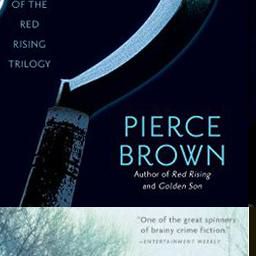 OF THE
RED
RISING
TRILOGY
PIERCE
BROWN
Author of Red Rising
and Golden Son
"One of the great spinners
of brainy crime fiction."
—ENTERTAINMENT WEEKLY